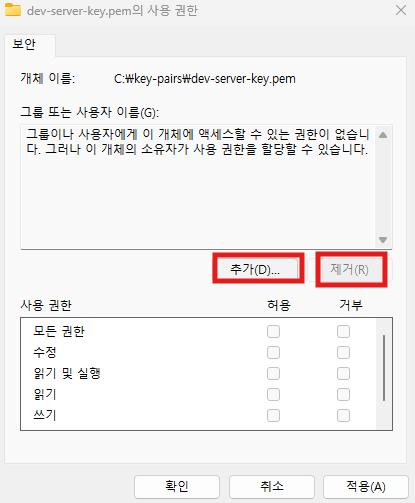 dev-server-key.pem의 사용 권한
보안
개체 이름: C:\key-pairs\dev-server-key.pem
그룹 또는 사용자 이름(G):
그룹이나 사용자에게 이 개체에 액세스할 수 있는 권한이 없습니
다. 그러나 이 개체의 소유자가 사용 권한을 할당할 수 있습니다.
추가(D)... 제거(R)
사용 권한 허용 거부
모든 권한
수정
읽기 및 실행
읽기
쓰기
확인 취소 적용(A)